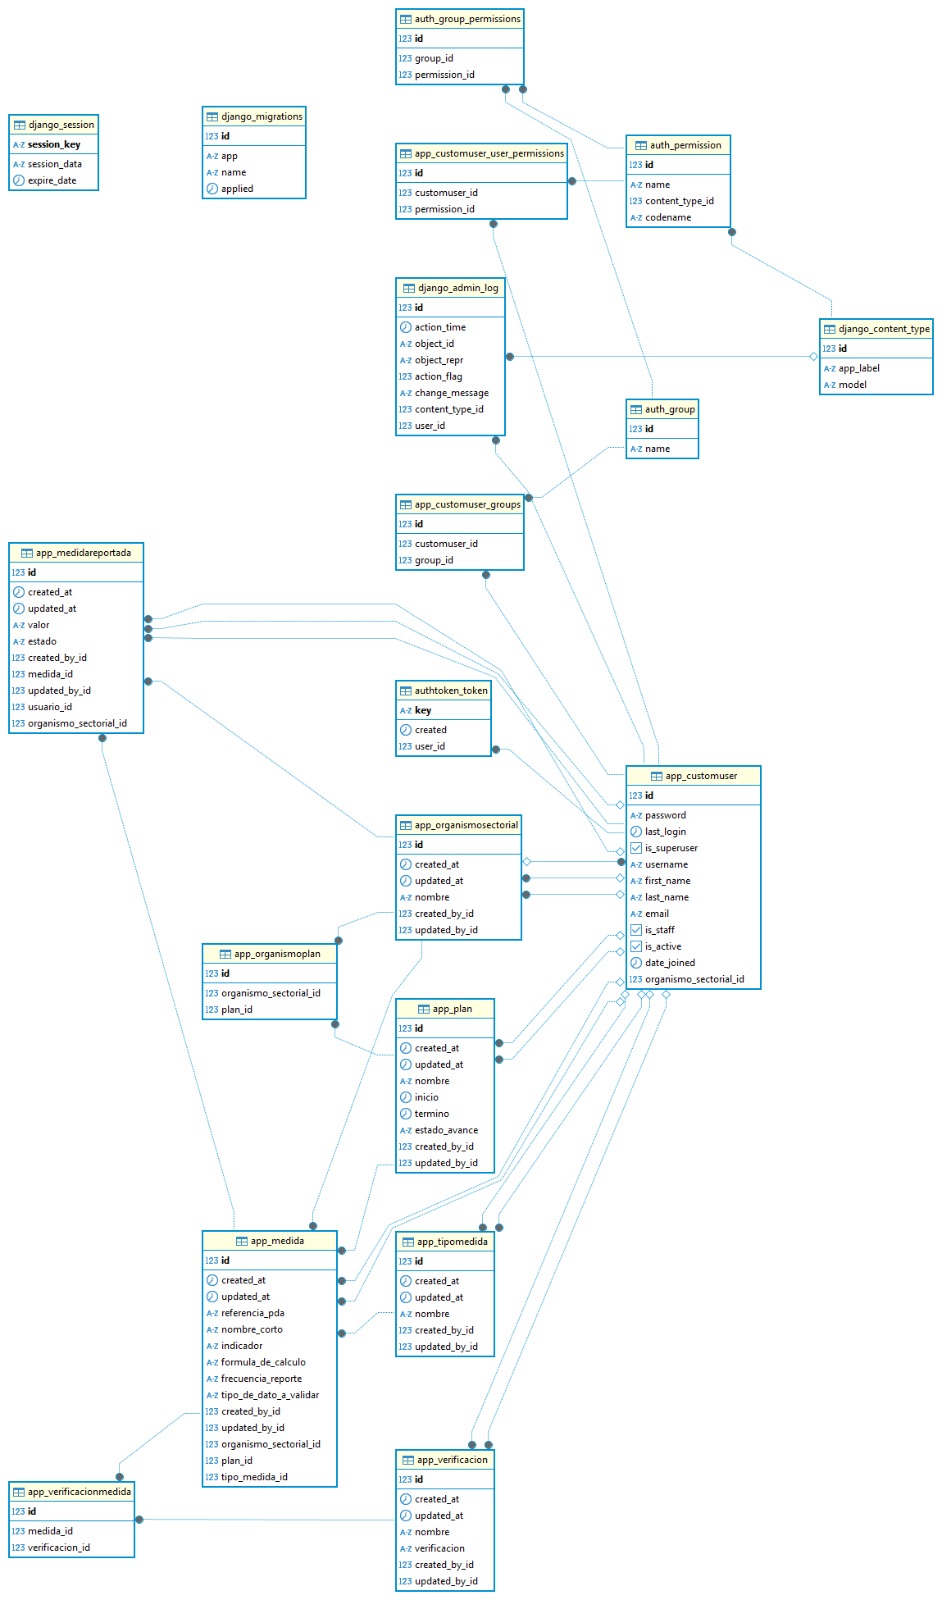 auth_group_permissions
123 id
123 group_id
123 permission_id
django_session
A-Z session_key
A-Z session_data
expire_date
django_migrations
123 id
A-Z app
A-Z name
applied
app_customuser_user_permissions
123 id
123 customuser_id
123 permission_id
auth_permission
123 id
A-Z name
123 content_type_id
A-Z codename
django_admin_log
123 id
action_time
A-Z object_id
A-Z object_repr
123 action_flag
A-Z change_message
123 content_type_id
123 user_id
django_content_type
123 id
A-Z app_label
A-Z model
auth_group
123 id
A-Z name
app_customuser_groups
123 id
123 customuser_id
123 group_id
app_medidareportada
123 id
created_at
updated_at
A-Z valor
A-Z estado
123 created_by_id
123 medida_id
123 updated_by_id
123 usuario_id
123 organismo_sectorial_id
authtoken_token
A-Z key
created
123 user_id
app_customuser
123 id
A-Z password
last_login
is_superuser
A-Z username
A-Z first_name
A-Z last_name
A-Z email
is_staff
is_active
date_joined
123 organismo_sectorial_id
app_organismosectorial
123 id
created_at
updated_at
A-Z nombre
123 created_by_id
123 updated_by_id
app_organismoplan
123 id
123 organismo_sectorial_id
123 plan_id
app_plan
123 id
created_at
updated_at
A-Z nombre
inicio
termino
A-Z estado_avance
123 created_by_id
123 updated_by_id
app_medida
123 id
created_at
updated_at
A-Z referencia_pda
A-Z nombre_corto
A-Z indicador
A-Z formula_de_calculo
A-Z frecuencia_reporte
A-Z tipo_de_dato_a_validar
123 created_by_id
123 updated_by_id
123 organismo_sectorial_id
123 plan_id
123 tipo_medida_id
app_tipomedida
123 id
created_at
updated_at
A-Z nombre
123 created_by_id
123 updated_by_id
app_verificacionmedida
123 id
123 medida_id
123 verificacion_id
app_verificacion
123 id
created_at
updated_at
A-Z nombre
A-Z verificacion
123 created_by_id
123 updated_by_id